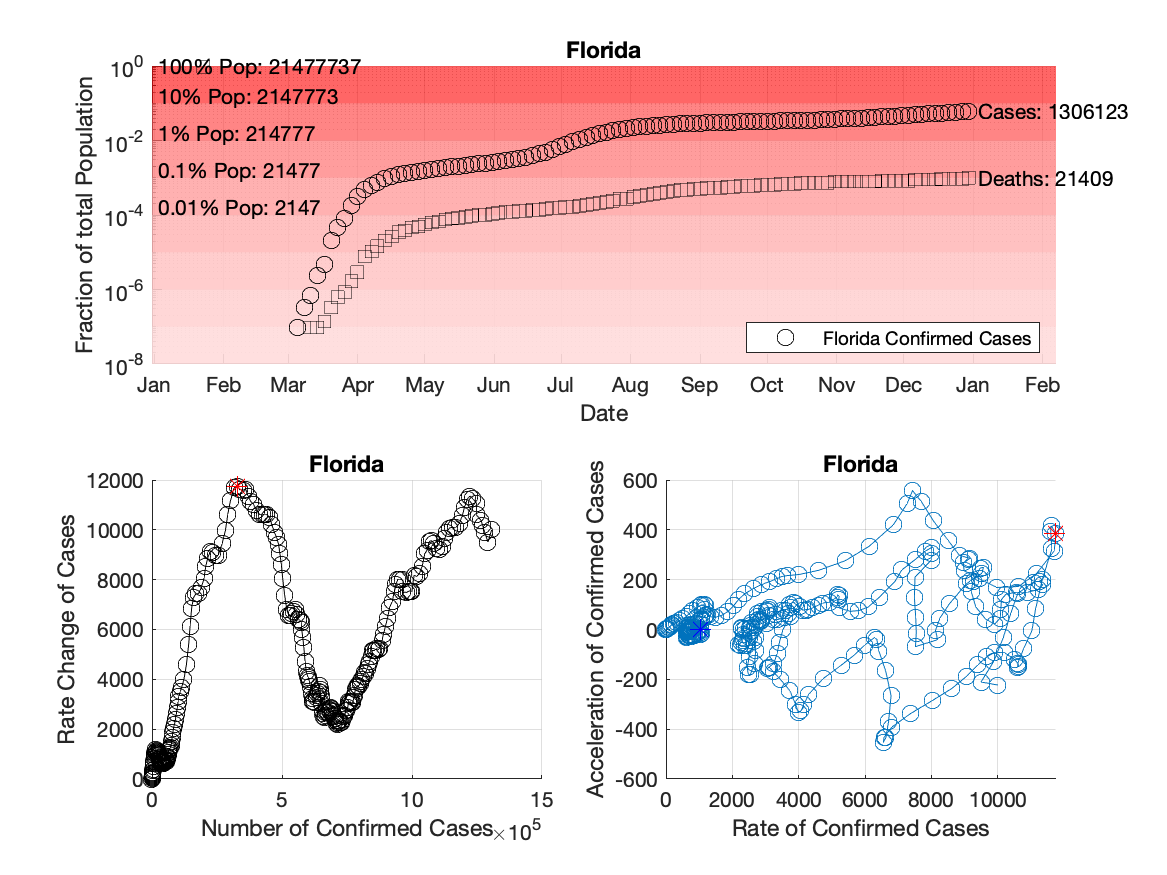 Florida
10^0
10^-2
10^-4
10^-6
10^-8
Fraction of total Population
100% Pop: 21477737
10% Pop: 2147773
1% Pop: 214777
0.1% Pop: 21477
0.01% Pop: 2147
Cases: 1306123
Deaths: 21409
Florida Confirmed Cases
Jan Feb Mar Apr May Jun Jul Aug Sep Oct Nov Dec Jan Feb
Date
Florida
12000
10000
8000
6000
4000
2000
0
Rate Change of Cases
0 5 10 15
Number of Confirmed Cases ×10^5
Florida
600
400
200
0
-200
-400
-600
Acceleration of Confirmed Cases
0 2000 4000 6000 8000 10000
Rate of Confirmed Cases